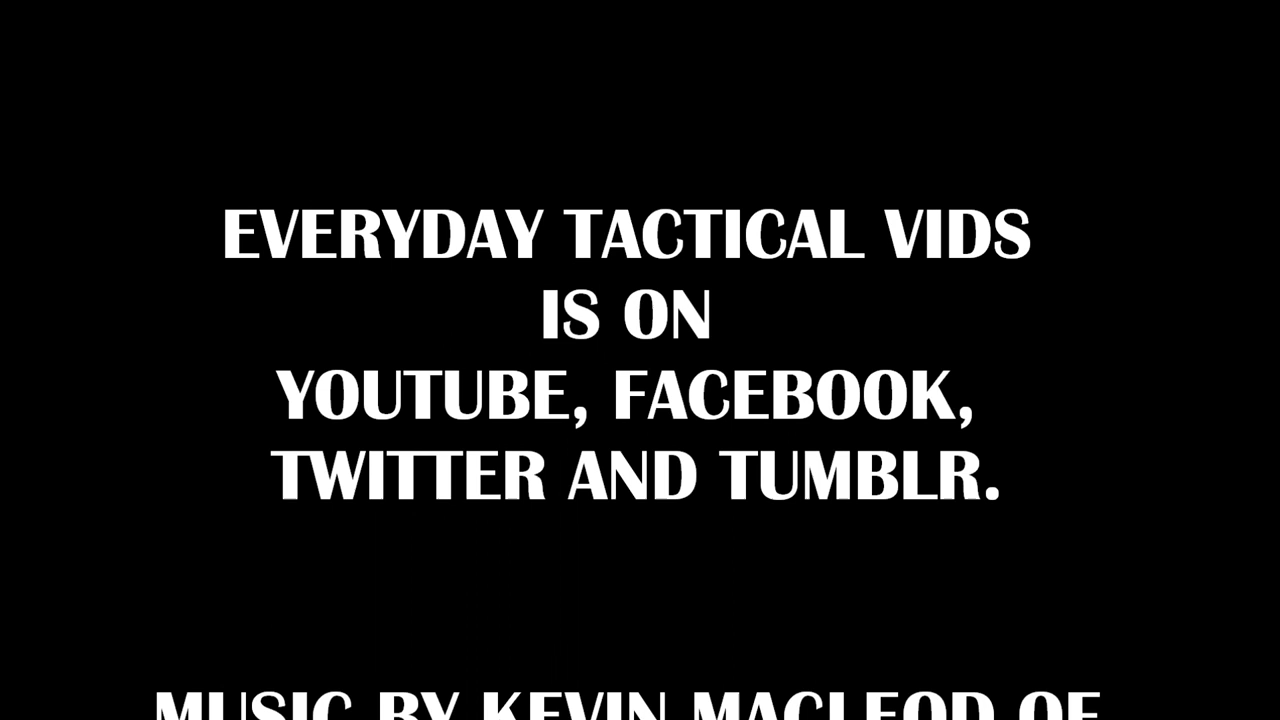 EVERYDAY TACTICAL VIDS
IS ON
YOUTUBE, FACEBOOK,
TWITTER AND TUMBLR.
MUSIC BY KEVIN MACLEOD OF